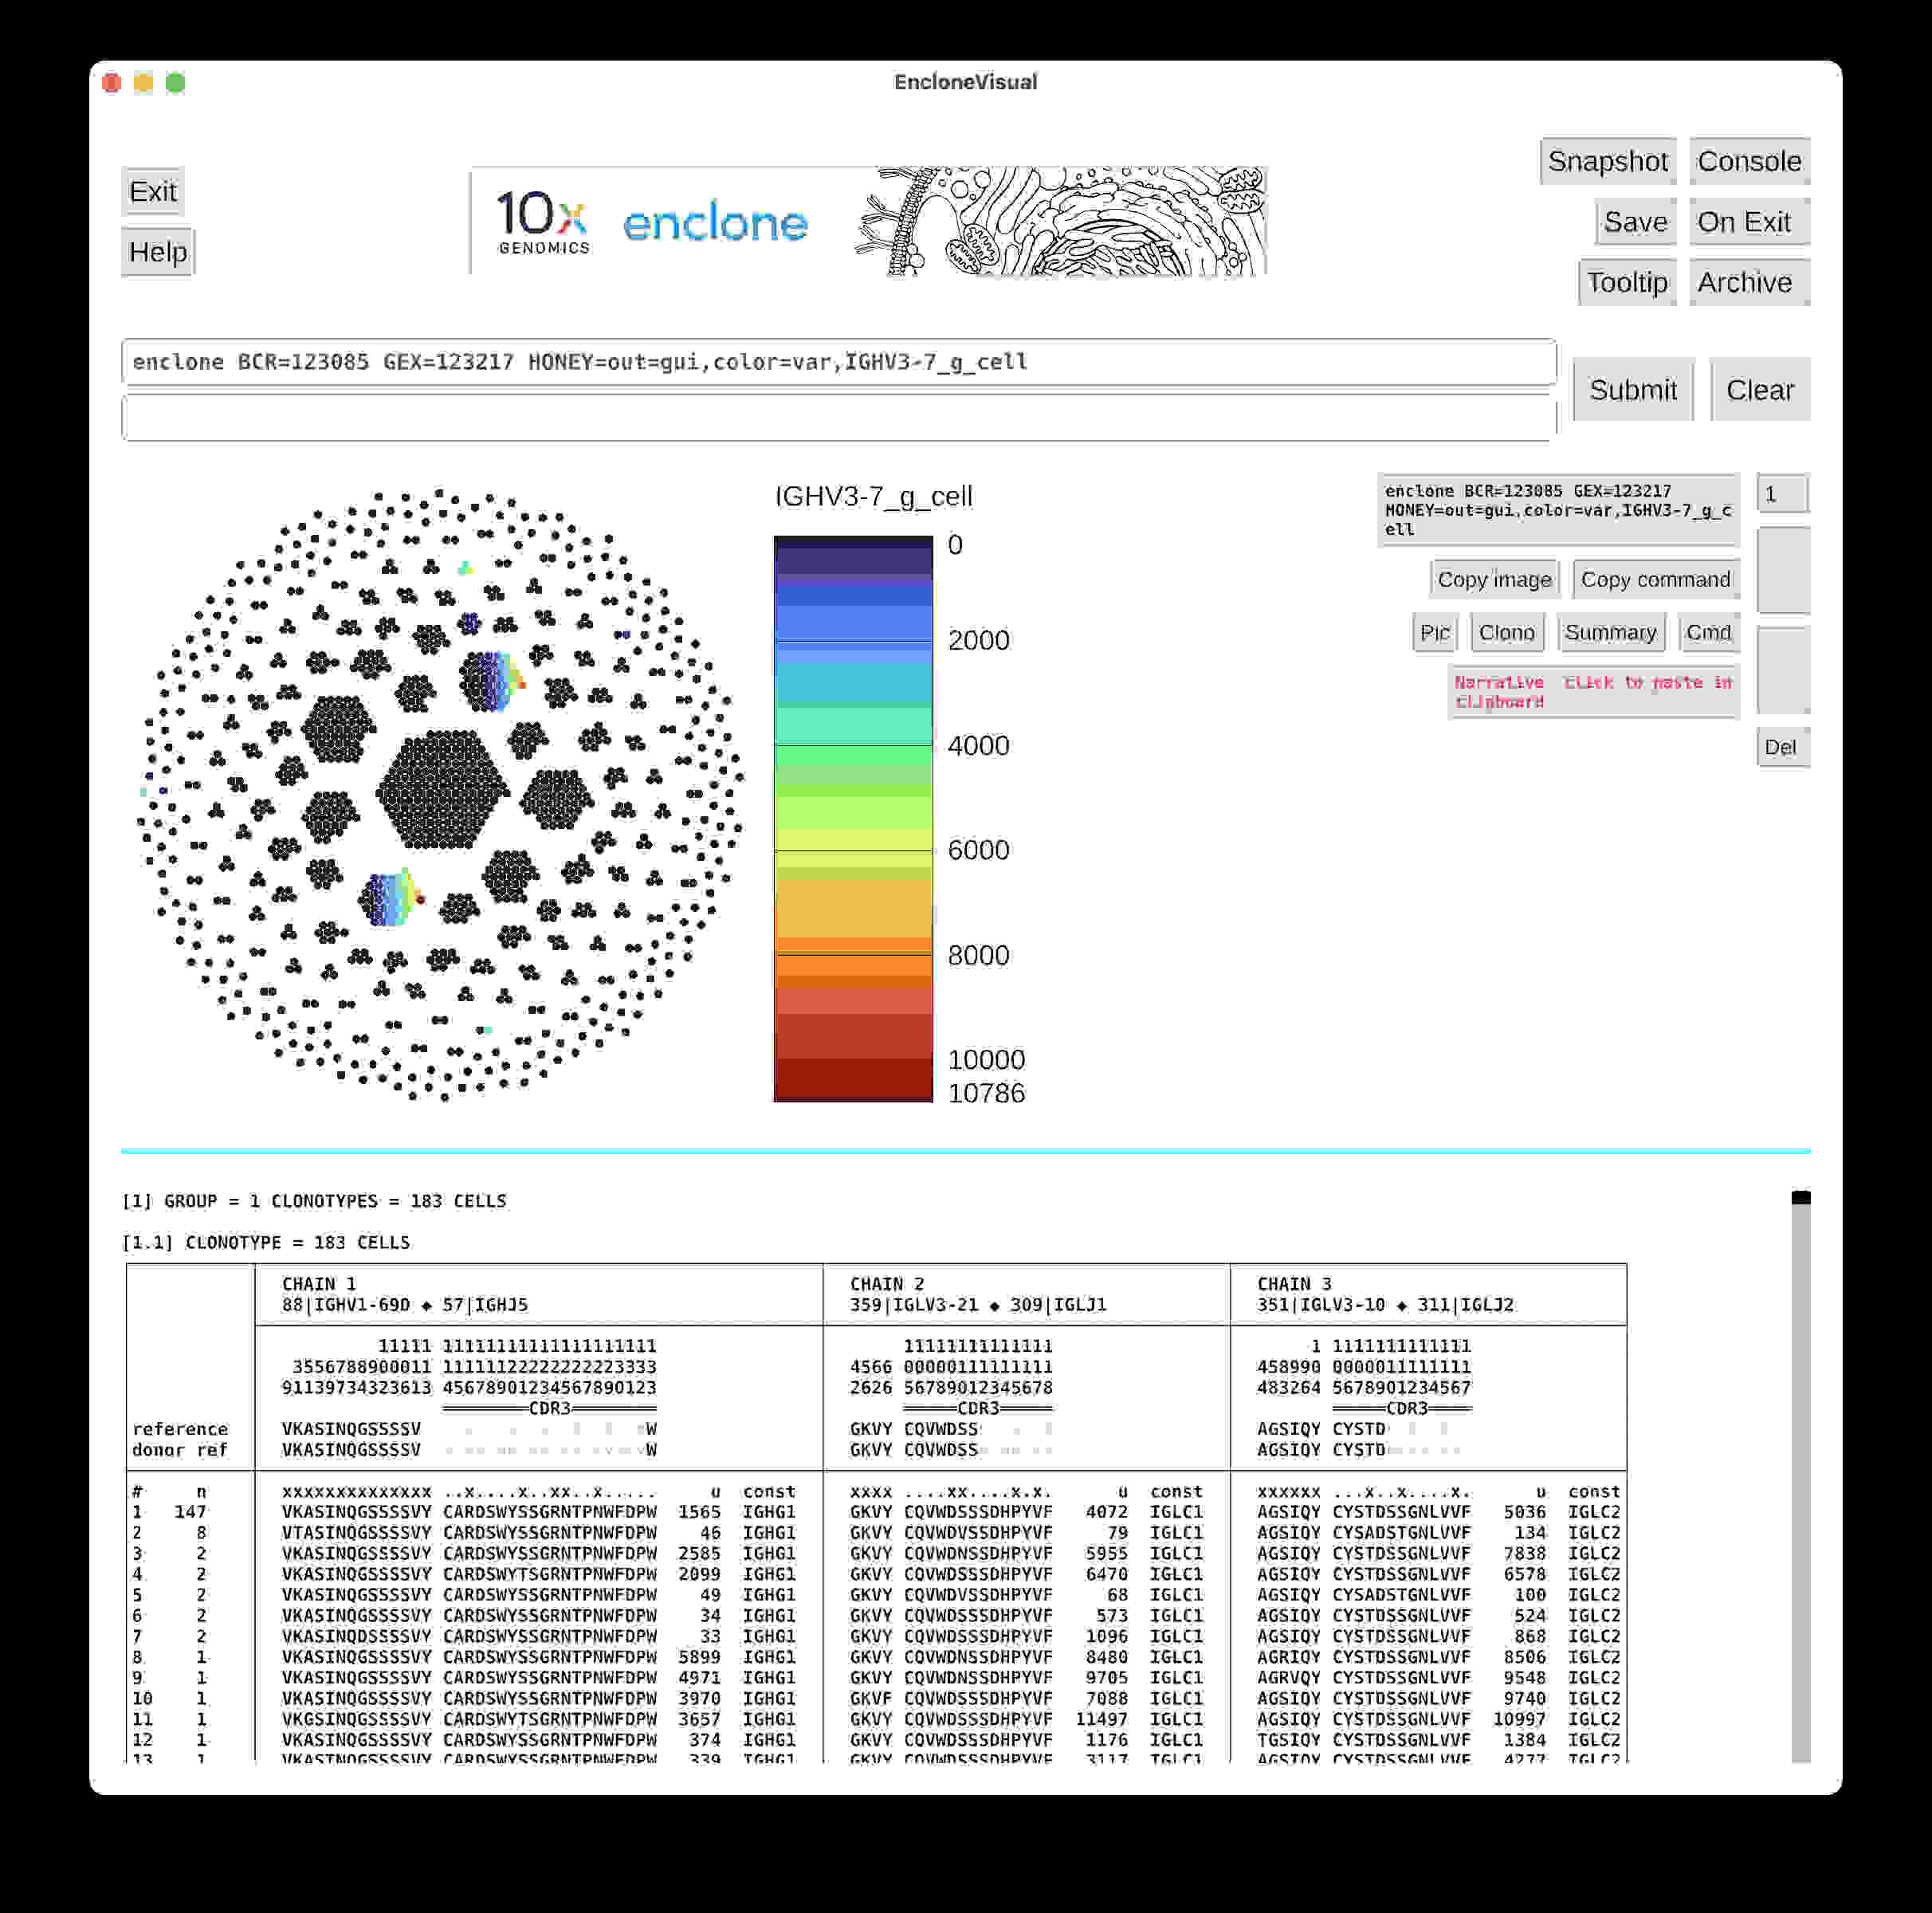 EncloneVisual
Exit
Help
10x
GENOMICS
enclone
Snapshot Console
Save On Exit
Tooltip Archive
enclone BCR=123085 GEX=123217 HONEY=out=gui,color=var,IGHV3-7_g_cell
Submit Clear
IGHV3-7_g_cell
0
2000
4000
6000
8000
10000
10786
enclone BCR=123085 GEX=123217
HONEY=out=gui,color=var,IGHV3-7_g_c
ell
1
Copy image Copy command
Pic Clono Summary Cmd
Narrative click to paste in
clipboard
Del
[1] GROUP = 1 CLONOTYPES = 183 CELLS
[1.1] CLONOTYPE = 183 CELLS
CHAIN 1 CHAIN 2 CHAIN 3
88|IGHV1-69D ◆ 57|IGHJ5 359|IGLV3-21 ◆ 309|IGLJ1 351|IGLV3-10 ◆ 311|IGLJ2
11111 11111111111111111111 11111111111111 1 1111111111111
3556788900011 11111122222222223333 4566 00000111111111 458990 0000011111111
91139734323613 45678901234567890123 2626 56789012345678 483264 5678901234567
CDR3 CDR3 CDR3
reference VKASINQGSSSSV W GKVY CQVWDSS AGSIQY CYSTD
donor ref VKASINQGSSSSV W GKVY CQVWDSS AGSIQY CYSTD
# n xxxxxxxxxxxxxx ..x....x..xx..x..... u const xxxx ....xx....x.x. u const xxxxxx ...x..x....x. u const
1 147 VKASINQGSSSSVY CARDSWYSSGRNTPNWFDPW 1565 IGHG1 GKVY CQVWDSSSDHPYVF 4072 IGLC1 AGSIQY CYSTDSSGNLVVF 5036 IGLC2
2 8 VTASINQGSSSSVY CARDSWYSSGRNTPNWFDPW 46 IGHG1 GKVY CQVWDVSSDHPYVF 79 IGLC1 AGSIQY CYSADSTGNLVVF 134 IGLC2
3 2 VKASINQGSSSSVY CARDSWYSSGRNTPNWFDPW 2585 IGHG1 GKVY CQVWDNSSDHPYVF 5955 IGLC1 AGSIQY CYSTDSSGNLVVF 7838 IGLC2
4 2 VKASINQGSSSSVY CARDSWYTSGRNTPNWFDPW 2099 IGHG1 GKVY CQVWDSSSDHPYVF 6470 IGLC1 AGSIQY CYSTDSSGNLVVF 6578 IGLC2
5 2 VKASINQGSSSSVY CARDSWYSSGRNTPNWFDPW 49 IGHG1 GKVY CQVWDVSSDHPYVF 68 IGLC1 AGSIQY CYSADSTGNLVVF 100 IGLC2
6 2 VKASINQGSSSSVY CARDSWYSSGRNTPNWFDPW 34 IGHG1 GKVY CQVWDSSSDHPYVF 573 IGLC1 AGSIQY CYSTDSSGNLVVF 524 IGLC2
7 2 VKASINQDSSSSVY CARDSWYSSGRNTPNWFDPW 33 IGHG1 GKVY CQVWDSSSDHPYVF 1096 IGLC1 AGSIQY CYSTDSSGNLVVF 868 IGLC2
8 1 VKASINQGSSSSVY CARDSWYSSGRNTPNWFDPW 5899 IGHG1 GKVY CQVWDNSSDHPYVF 8480 IGLC1 AGRIQY CYSTDSSGNLVVF 8506 IGLC2
9 1 VKASINQGSSSSVY CARDSWYSSGRNTPNWFDPW 4971 IGHG1 GKVY CQVWDNSSDHPYVF 9705 IGLC1 AGRVQY CYSTDSSGNLVVF 9548 IGLC2
10 1 VKASINQGSSSSVY CARDSWYSSGRNTPNWFDPW 3970 IGHG1 GKVF CQVWDSSSDHPYVF 7088 IGLC1 AGSIQY CYSTDSSGNLVVF 9740 IGLC2
11 1 VKGSINQGSSSSVY CARDSWYTSGRNTPNWFDPW 3657 IGHG1 GKVY CQVWDSSSDHPYVF 11497 IGLC1 AGSIQY CYSTDSSGNLVVF 10997 IGLC2
12 1 VKASINQGSSSSVY CARDSWYSSGRNTPNWFDPW 374 IGHG1 GKVY CQVWDSSSDHPYVF 1176 IGLC1 TGSIQY CYSTDSSGNLVVF 1384 IGLC2
13 1 VKASINQGSSSSVY CARDSWYSSGRNTPNWFDPW 339 IGHG1 GKVY CQVWDSSSDHPYVF 3117 IGLC1 AGSIQY CYSTDSSGNLVVF 4277 IGLC2